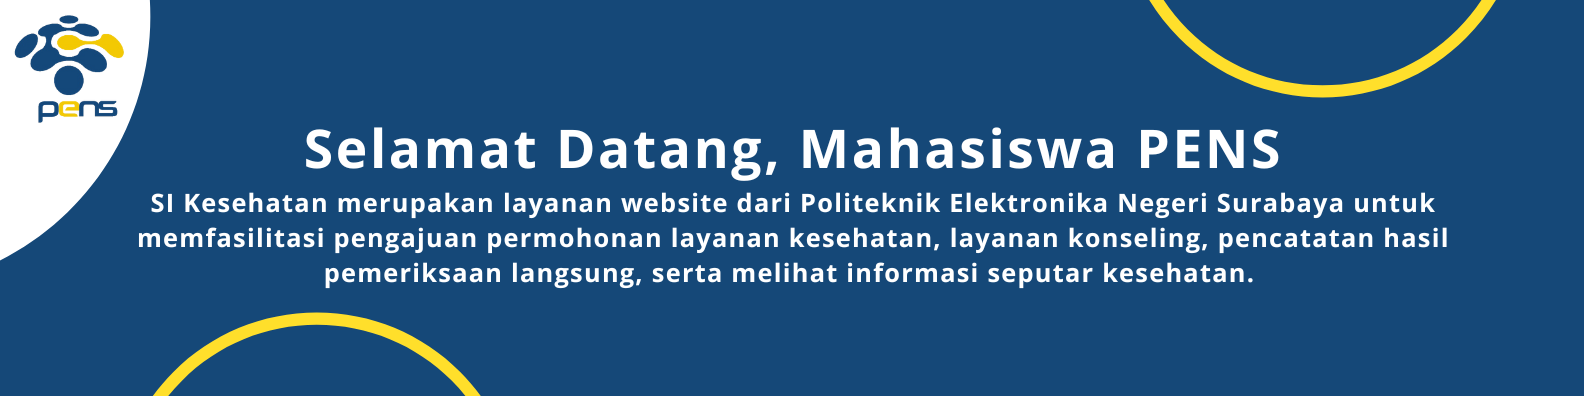 pens
Selamat Datang, Mahasiswa PENS
SI Kesehatan merupakan layanan website dari Politeknik Elektronika Negeri Surabaya untuk
memfasilitasi pengajuan permohonan layanan kesehatan, layanan konseling, pencatatan hasil
pemeriksaan langsung, serta melihat informasi seputar kesehatan.